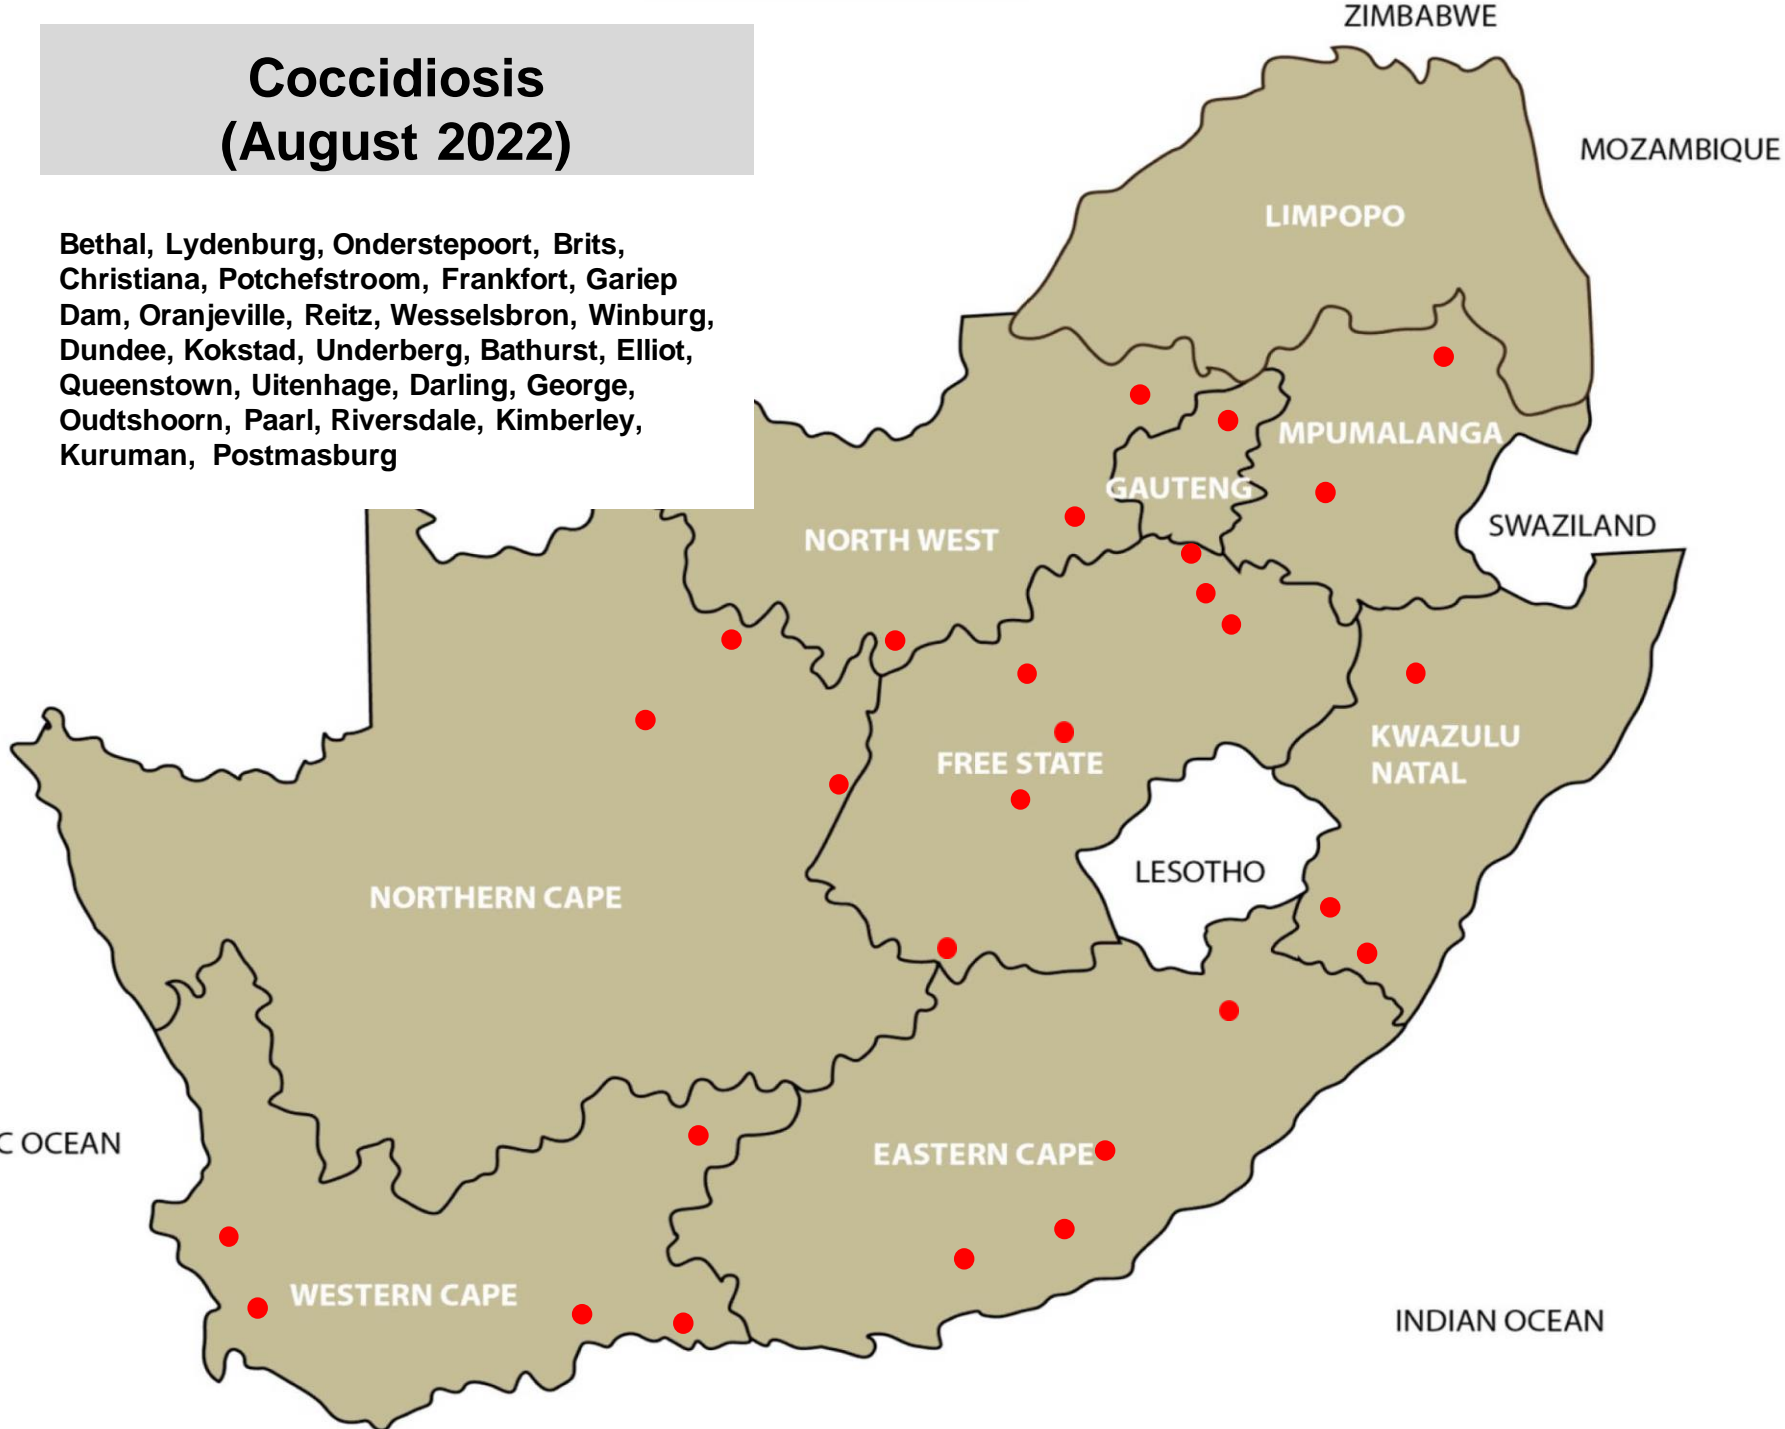 Coccidiosis
(August 2022)
Bethal, Lydenburg, Onderstepoort, Brits,
Christiana, Potchefstroom, Frankfort, Gariep
Dam, Oranjeville, Reitz, Wesselsbron, Winburg,
Dundee, Kokstad, Underberg, Bathurst, Elliot,
Queenstown, Uitenhage, Darling, George,
Oudtshoorn, Paarl, Riversdale, Kimberley,
Kuruman, Postmasburg
ZIMBABWE
MOZAMBIQUE
LIMPOPO
MPUMALANGA
GAUTENG
SWAZILAND
NORTH WEST
KWAZULU
NATAL
FREE STATE
LESOTHO
NORTHERN CAPE
C OCEAN
EASTERN CAPE
WESTERN CAPE
INDIAN OCEAN